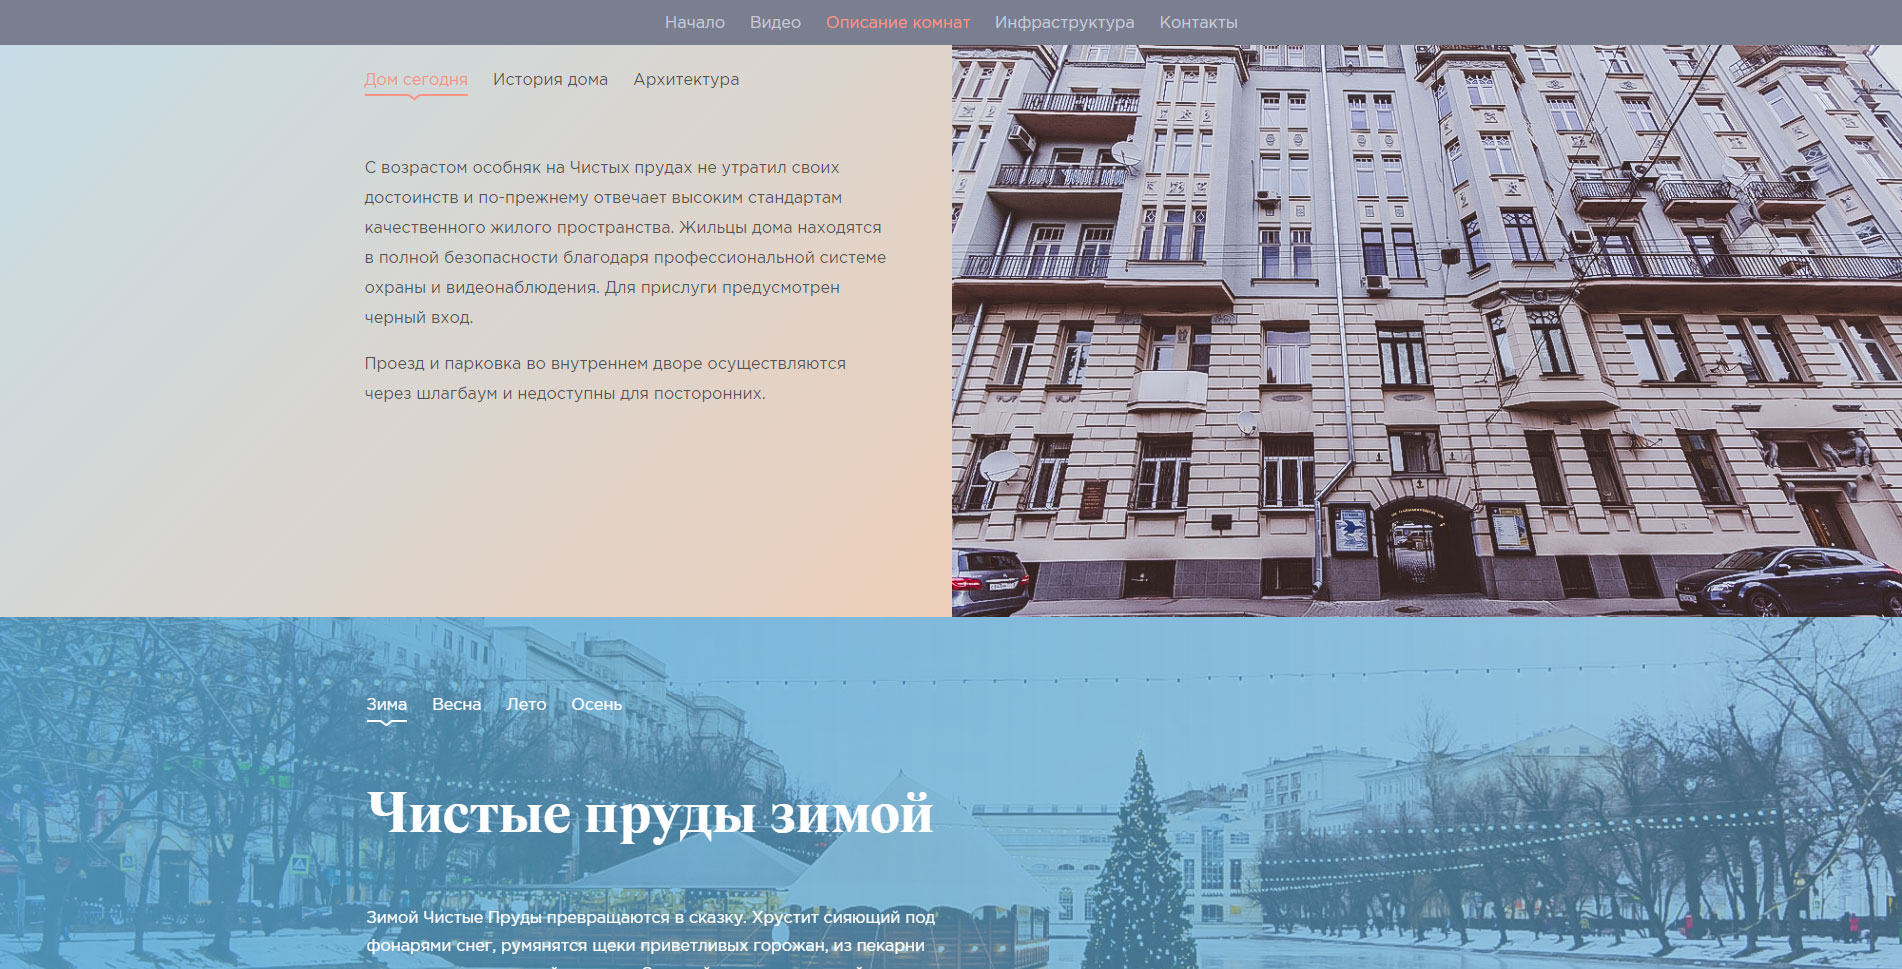 Начало Видео Описание комнат Инфраструктура Контакты
Дом сегодня История дома Архитектура
С возрастом особняк на Чистых прудах не утратил своих
достоинств и по-прежнему отвечает высоким стандартам
качественного жилого пространства. Жильцы дома находятся
в полной безопасности благодаря профессиональной системе
охраны и видеонаблюдения. Для прислуги предусмотрен
черный вход.
Проезд и парковка во внутреннем дворе осуществляются
через шлагбаум и недоступны для посторонних.
Зима Весна Лето Осень
Чистые пруды зимой
Зимой Чистые Пруды превращаются в сказку. Хрустит сияющий под
фонарями снег, румянятся щеки приветливых горожан, из пекарни